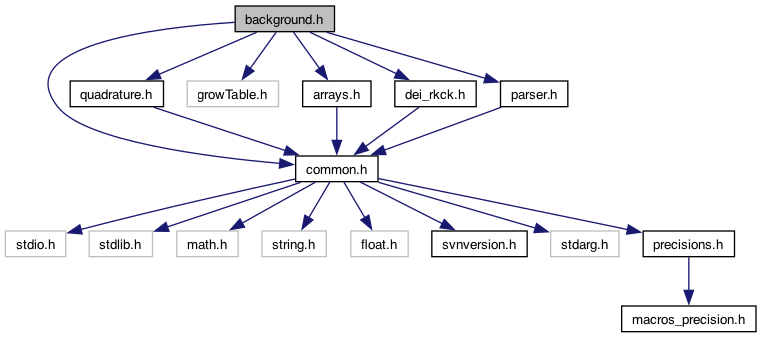 background.h
quadrature.h
growTable.h
arrays.h
dei_rkck.h
parser.h
common.h
stdio.h
stdlib.h
math.h
string.h
float.h
svnversion.h
stdarg.h
precisions.h
macros_precision.h